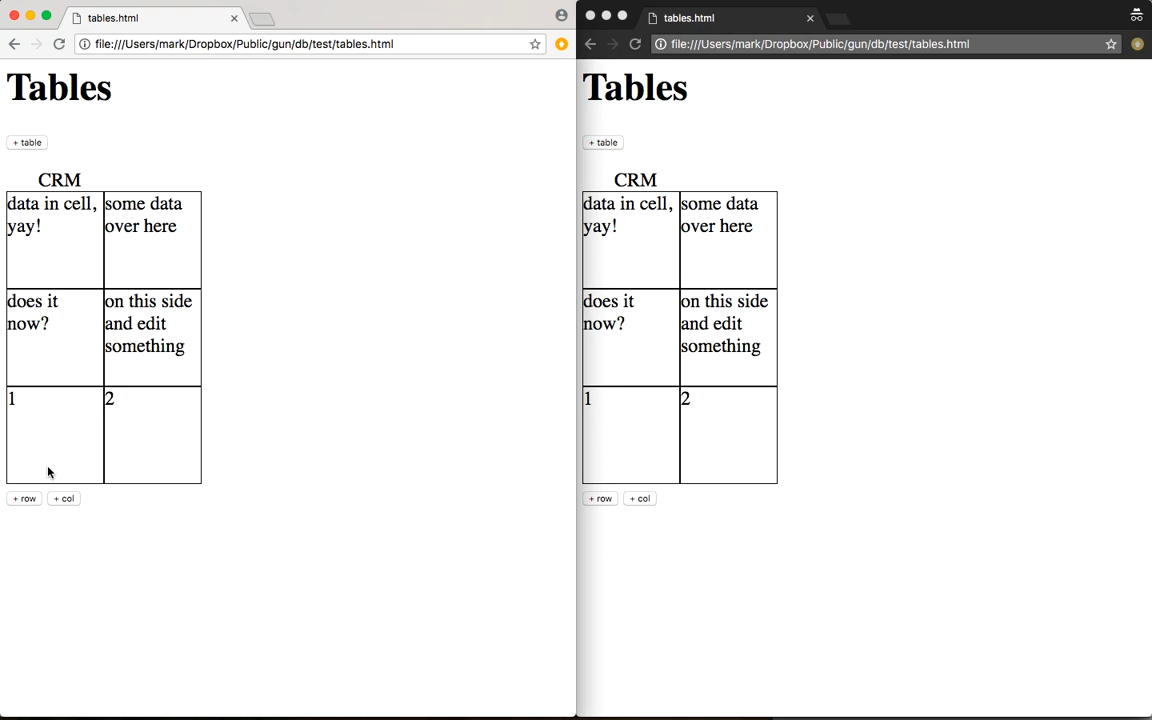 tables.html
file:///Users/mark/Dropbox/Public/gun/db/test/tables.html
Tables
+ table
CRM
data in cell, yay!
some data over here
does it now?
on this side and edit something
1
2
+ row + col
tables.html
file:///Users/mark/Dropbox/Public/gun/db/test/tables.html
Tables
+ table
CRM
data in cell, yay!
some data over here
does it now?
on this side and edit something
1
2
+ row + col